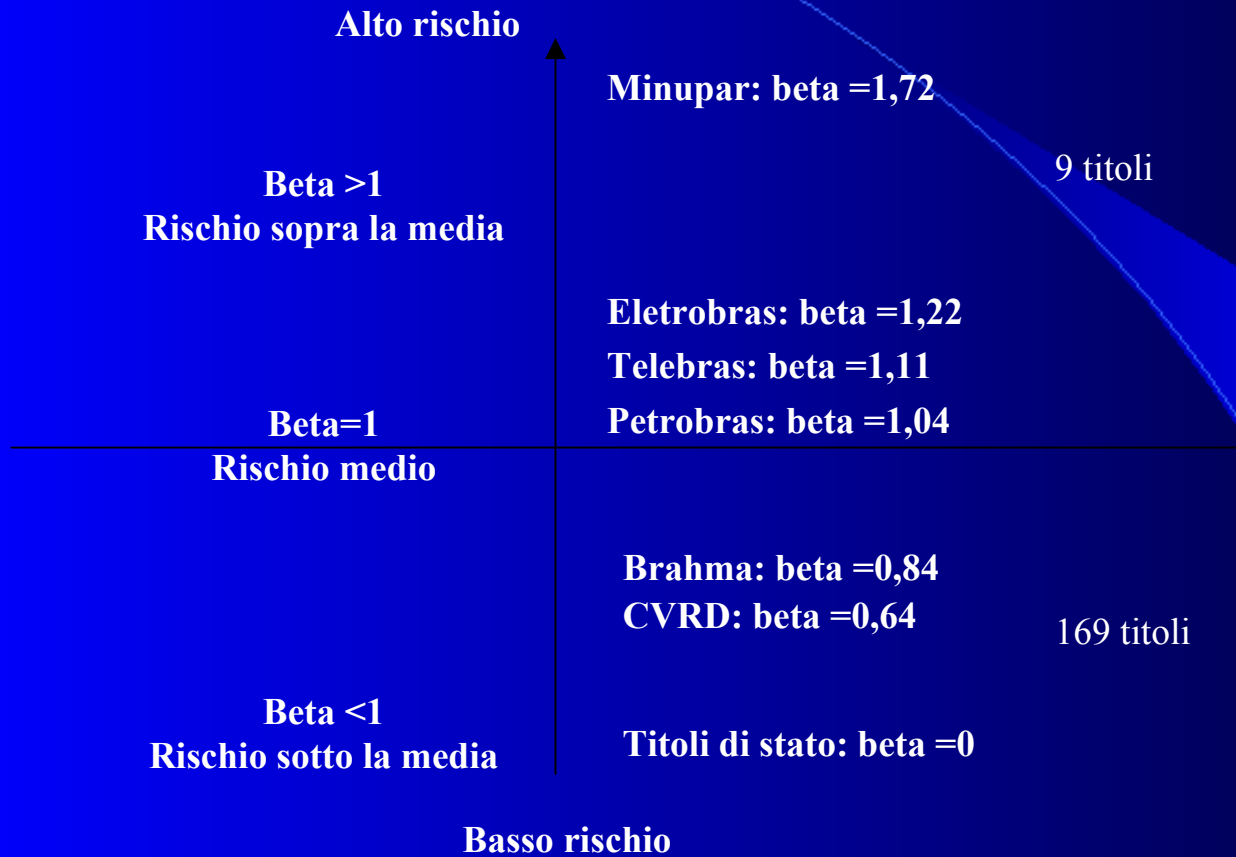 Alto rischio
Minupar: beta =1,72
9 titoli
Beta >1
Rischio sopra la media
Eletrobras: beta =1,22
Telebras: beta =1,11
Petrobras: beta =1,04
Beta=1
Rischio medio
Brahma: beta =0,84
CVRD: beta =0,64
169 titoli
Beta <1
Rischio sotto la media
Titoli di stato: beta =0
Basso rischio